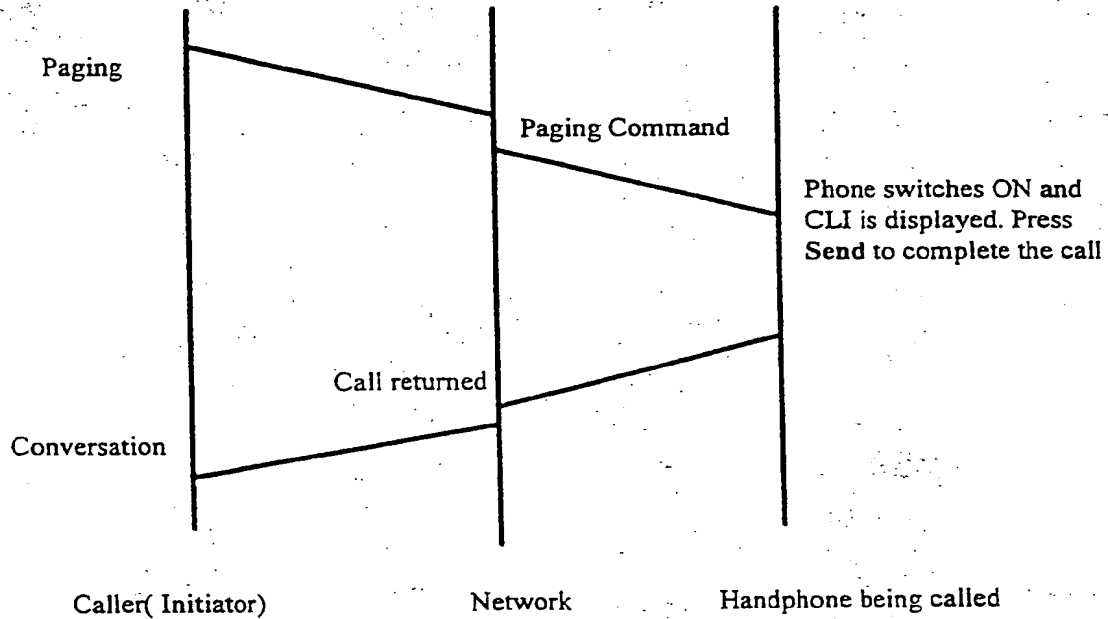 Paging
Paging Command
Phone switches ON and
CLI is displayed. Press
Send to complete the call
Call returned
Conversation
Caller( Initiator)
Network
Handphone being called